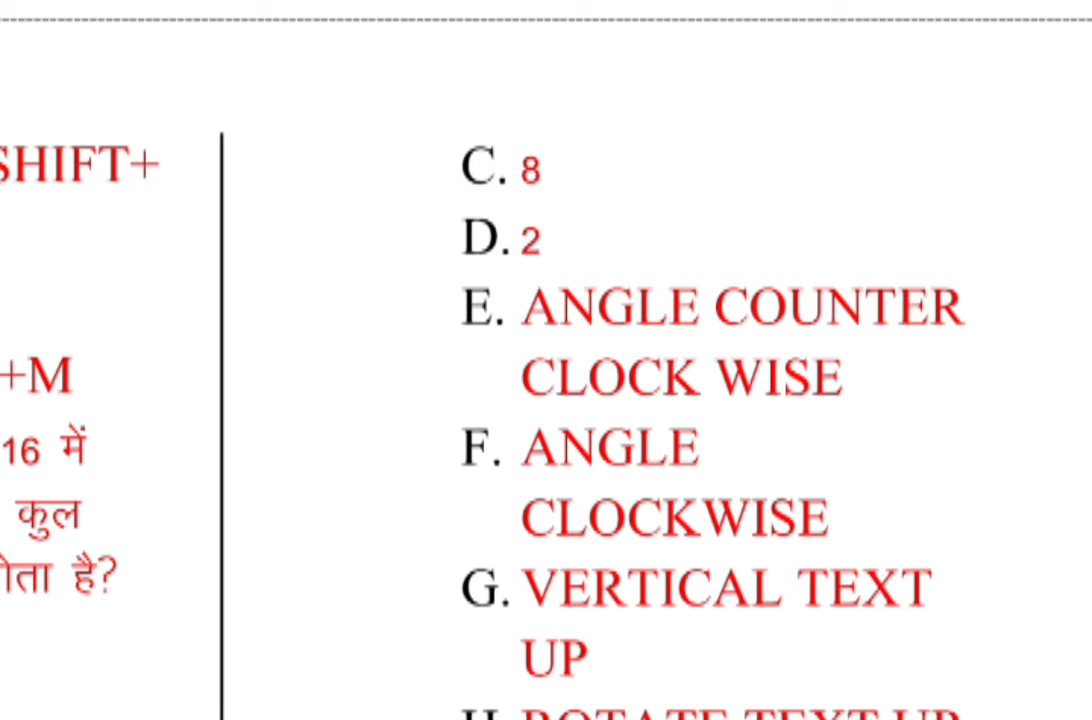 SHIFT+
+M
16 में
कुल
है?
C. 8
D. 2
E. ANGLE COUNTER
CLOCK WISE
F. ANGLE
CLOCKWISE
G. VERTICAL TEXT
UP